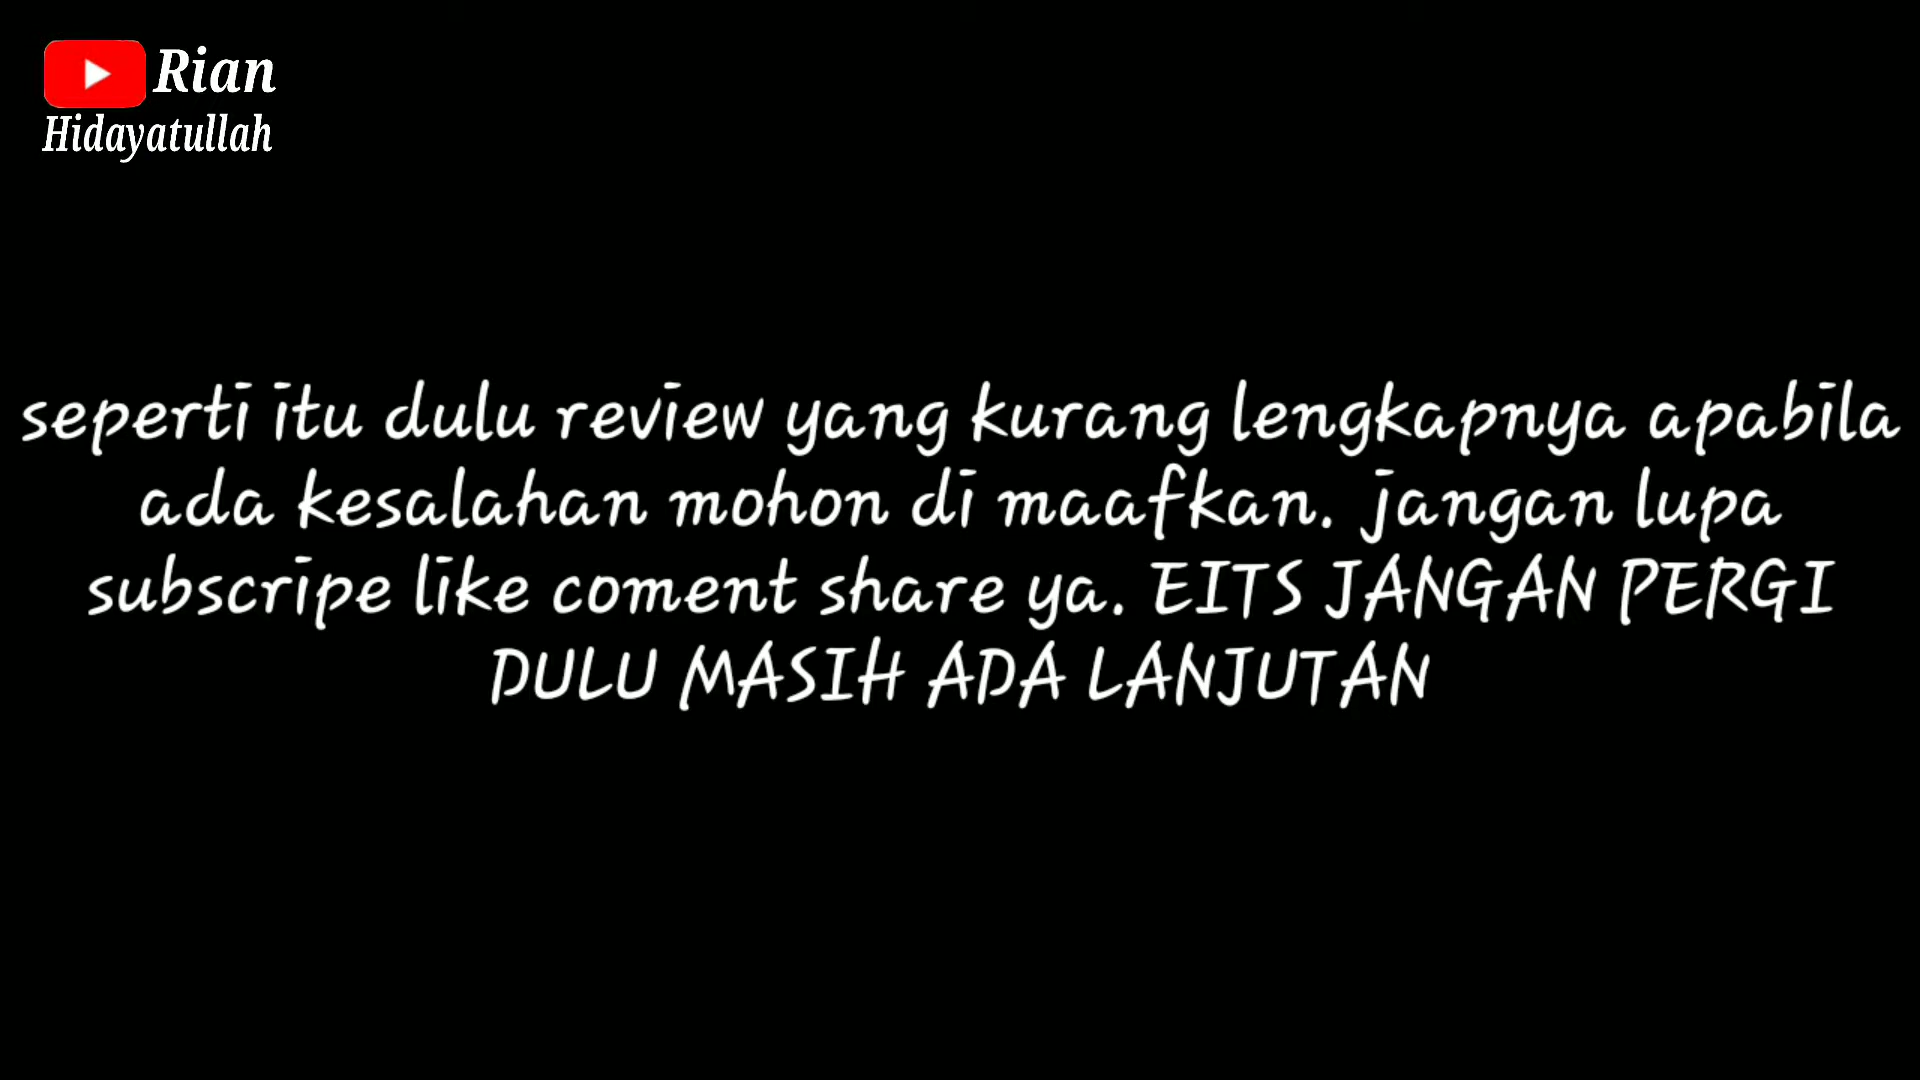 Rian
Hidayatullah
seperti itu dulu review yang kurang lengkapnya apabila
ada kesalahan mohon di maafkan. jangan lupa
subscripe like coment share ya. EITS JANGAN PERGI
DULU MASIH ADA LANJUTAN